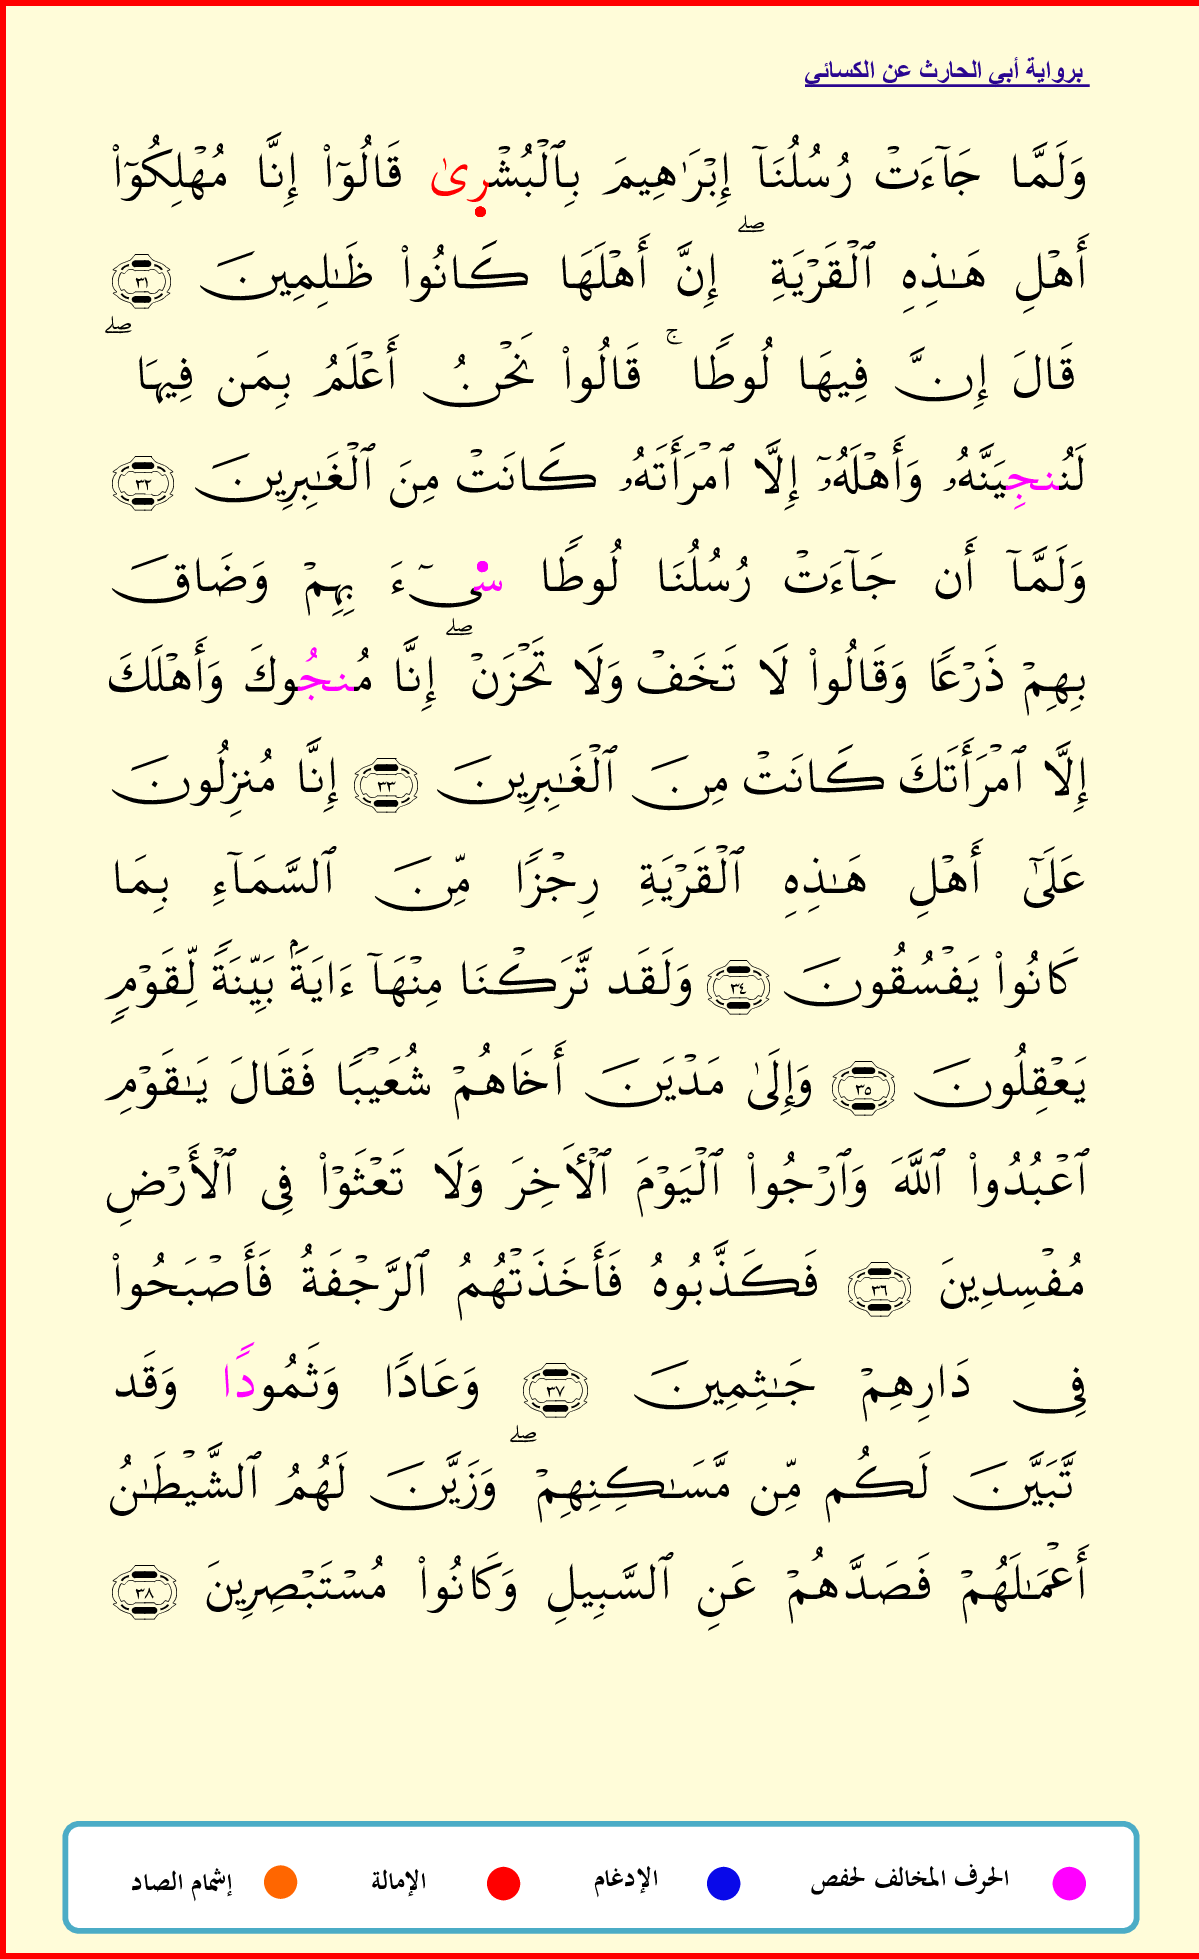 برواية أبي الحارث عن الكسائي
وَلَمَّا جَآءَتْ رُسُلُنَآ إِبْرَٰهِيمَ بِٱلْبُشْرِىٰ قَالُوٓا۟ إِنَّا مُهْلِكُوٓا۟
أَهْلِ هَـٰذِهِ ٱلْقَرْيَةِ ۖ إِنَّ أَهْلَهَا كَانُوا۟ ظَـٰلِمِينَ ٣١
قَالَ إِنَّ فِيهَا لُوطًا ۚ قَالُوا۟ نَحْنُ أَعْلَمُ بِمَن فِيهَا ۖ
لَنُنجِيَنَّهُۥ وَأَهْلَهُۥٓ إِلَّا ٱمْرَأَتَهُۥ كَانَتْ مِنَ ٱلْغَـٰبِرِينَ ٣٢
وَلَمَّآ أَن جَآءَتْ رُسُلُنَا لُوطًا سِىٓءَ بِهِمْ وَضَاقَ
بِهِمْ ذَرْعًا وَقَالُوا۟ لَا تَخَفْ وَلَا تَحْزَنْ ۖ إِنَّا مُنجُوكَ وَأَهْلَكَ
إِلَّا ٱمْرَأَتَكَ كَانَتْ مِنَ ٱلْغَـٰبِرِينَ ٣٣ إِنَّا مُنزِلُونَ
عَلَىٰٓ أَهْلِ هَـٰذِهِ ٱلْقَرْيَةِ رِجْزًا مِّنَ ٱلسَّمَآءِ بِمَا
كَانُوا۟ يَفْسُقُونَ ٣٤ وَلَقَد تَّرَكْنَا مِنْهَآ ءَايَةًۢ بَيِّنَةً لِّقَوْمٍ
يَعْقِلُونَ ٣٥ وَإِلَىٰ مَدْيَنَ أَخَاهُمْ شُعَيْبًا فَقَالَ يَـٰقَوْمِ
ٱعْبُدُوا۟ ٱللَّهَ وَٱرْجُوا۟ ٱلْيَوْمَ ٱلْـَٔاخِرَ وَلَا تَعْثَوْا۟ فِى ٱلْأَرْضِ
مُفْسِدِينَ ٣٦ فَكَذَّبُوهُ فَأَخَذَتْهُمُ ٱلرَّجْفَةُ فَأَصْبَحُوا۟
فِى دَارِهِمْ جَـٰثِمِينَ ٣٧ وَعَادًا وَثَمُودًا وَقَد
تَّبَيَّنَ لَكُم مِّن مَّسَـٰكِنِهِمْ ۖ وَزَيَّنَ لَهُمُ ٱلشَّيْطَـٰنُ
أَعْمَـٰلَهُمْ فَصَدَّهُمْ عَنِ ٱلسَّبِيلِ وَكَانُوا۟ مُسْتَبْصِرِينَ ٣٨
الحرف المخالف لحفص الإدغام الإمالة إشمام الصاد